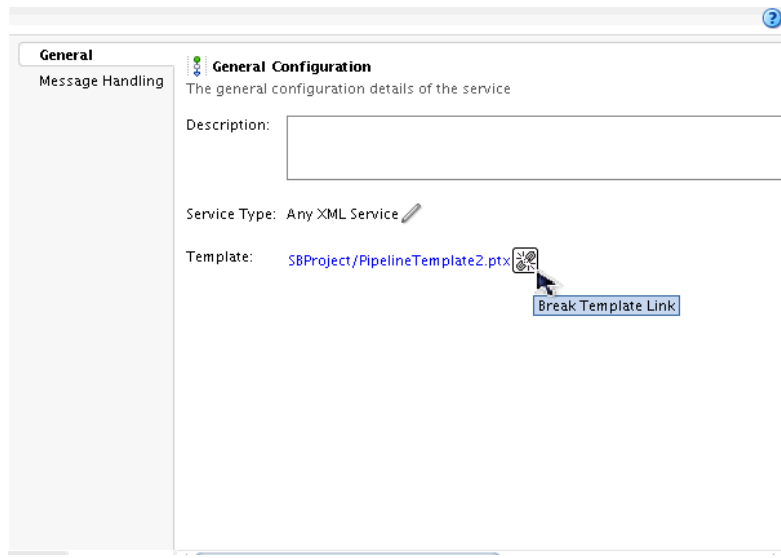 General
Message Handling
General Configuration
The general configuration details of the service
Description:
Service Type: Any XML Service
Template: SBProject/PipelineTemplate2.ptx
Break Template Link